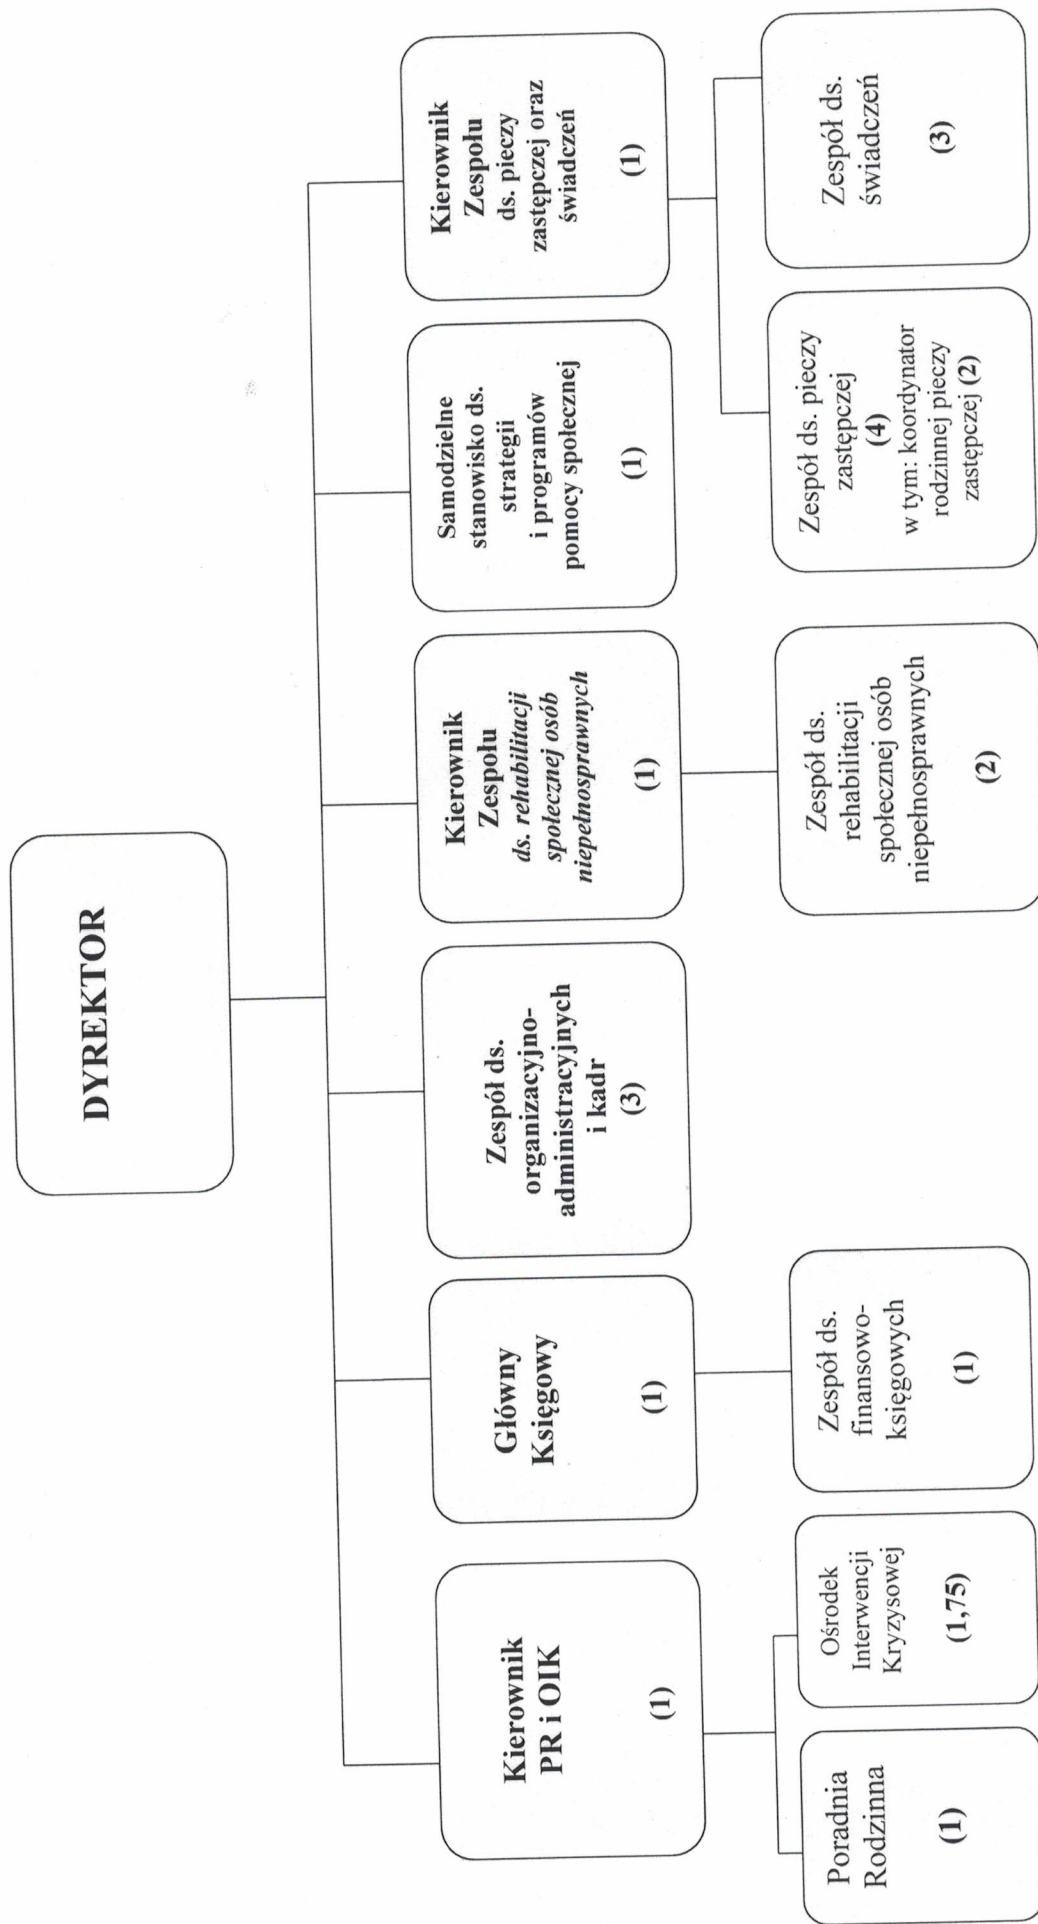 DYREKTOR
Kierownik
PR i OIK
(1)
Główny
Księgowy
(1)
Zespół ds.
organizacyjno-
administracyjnych
i kadr
(3)
Kierownik
Zespołu
ds. rehabilitacji
społecznej osób
niepełnosprawnych
(1)
Samodzielne
stanowisko ds.
strategii
i programów
pomocy społecznej
(1)
Kierownik
Zespołu
ds. pieczy
zastępczej oraz
świadczeń
(1)
Poradnia
Rodzinna
(1)
Ośrodek
Interwencji
Kryzysowej
(1,75)
Zespół ds.
finansowo-
księgowych
(1)
Zespół ds.
rehabilitacji
społecznej osób
niepełnosprawnych
(2)
Zespół ds. pieczy
zastępczej
(4)
w tym: koordynator
rodzinnej pieczy
zastępczej (2)
Zespół ds.
świadczeń
(3)